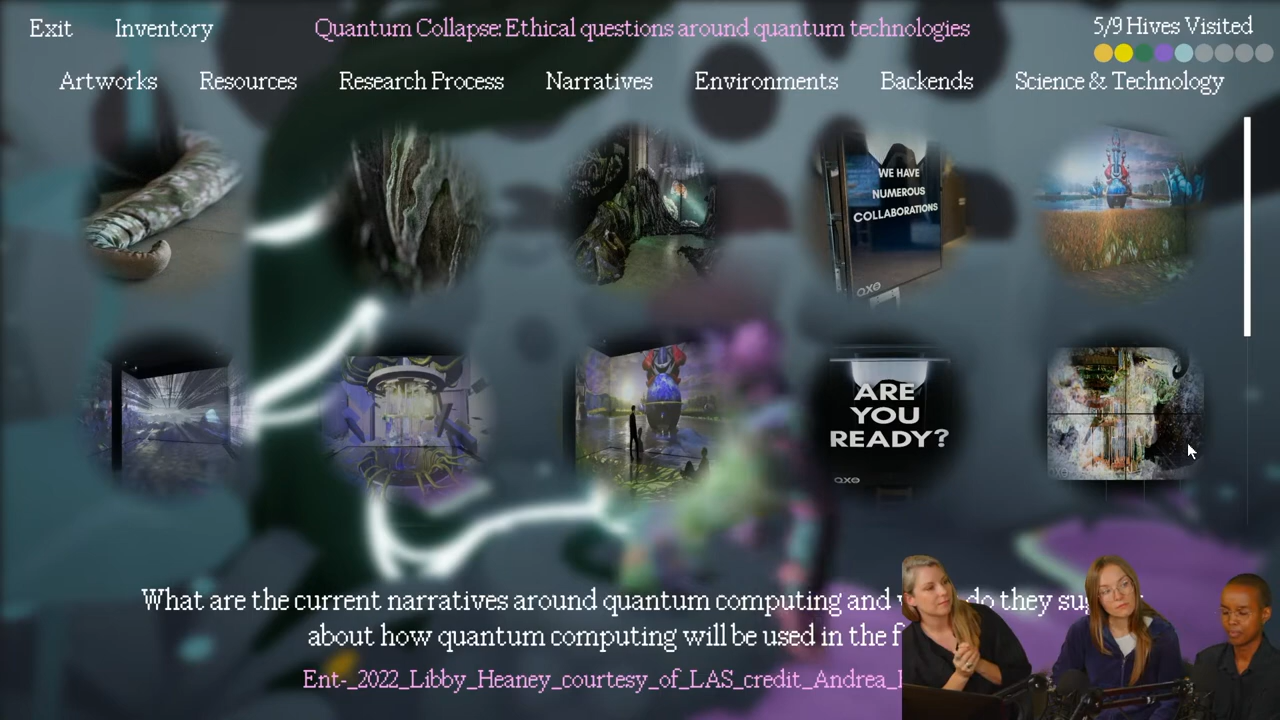 Exit Inventory Quantum Collapse: Ethical questions around quantum technologies 5/9 Hives Visited
Artworks Resources Research Process Narratives Environments Backends Science & Technology
WE HAVE
NUMEROUS
COLLABORATIONS
QXO
ARE
YOU
READY?
QXO
What are the current narratives around quantum computing and do they
about how quantum computing will be used in the
Ent-_2022_Libby_Heaney_courtesy_of_LAS_credit_Andrea_